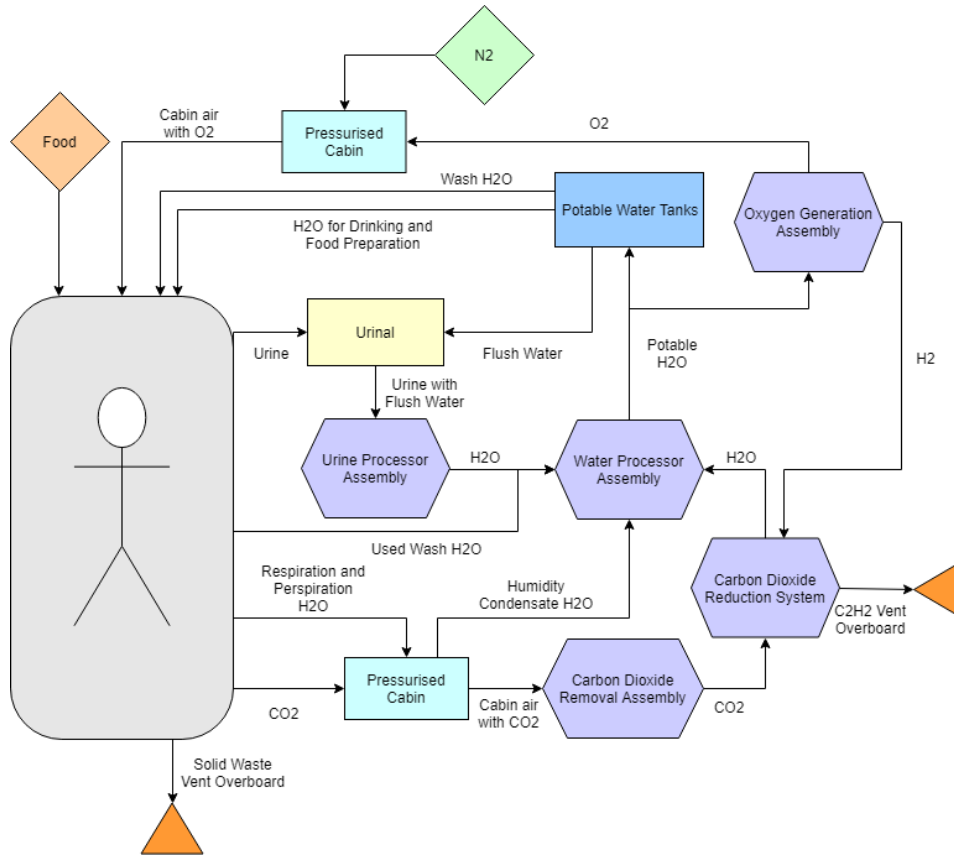 N2
Food
Cabin air
with O2
Pressurised
Cabin
O2
Wash H2O
Potable Water Tanks
Oxygen Generation
Assembly
H2O for Drinking and
Food Preparation
Urinal
Urine
Flush Water
Potable
H2O
H2
Urine with
Flush Water
Urine Processor
Assembly
H2O
Water Processor
Assembly
H2O
Used Wash H2O
Respiration and
Perspiration
H2O
Humidity
Condensate H2O
Carbon Dioxide
Reduction System
C2H2 Vent
Overboard
Pressurised
Cabin
CO2
Cabin air
with CO2
Carbon Dioxide
Removal Assembly
CO2
Solid Waste
Vent Overboard